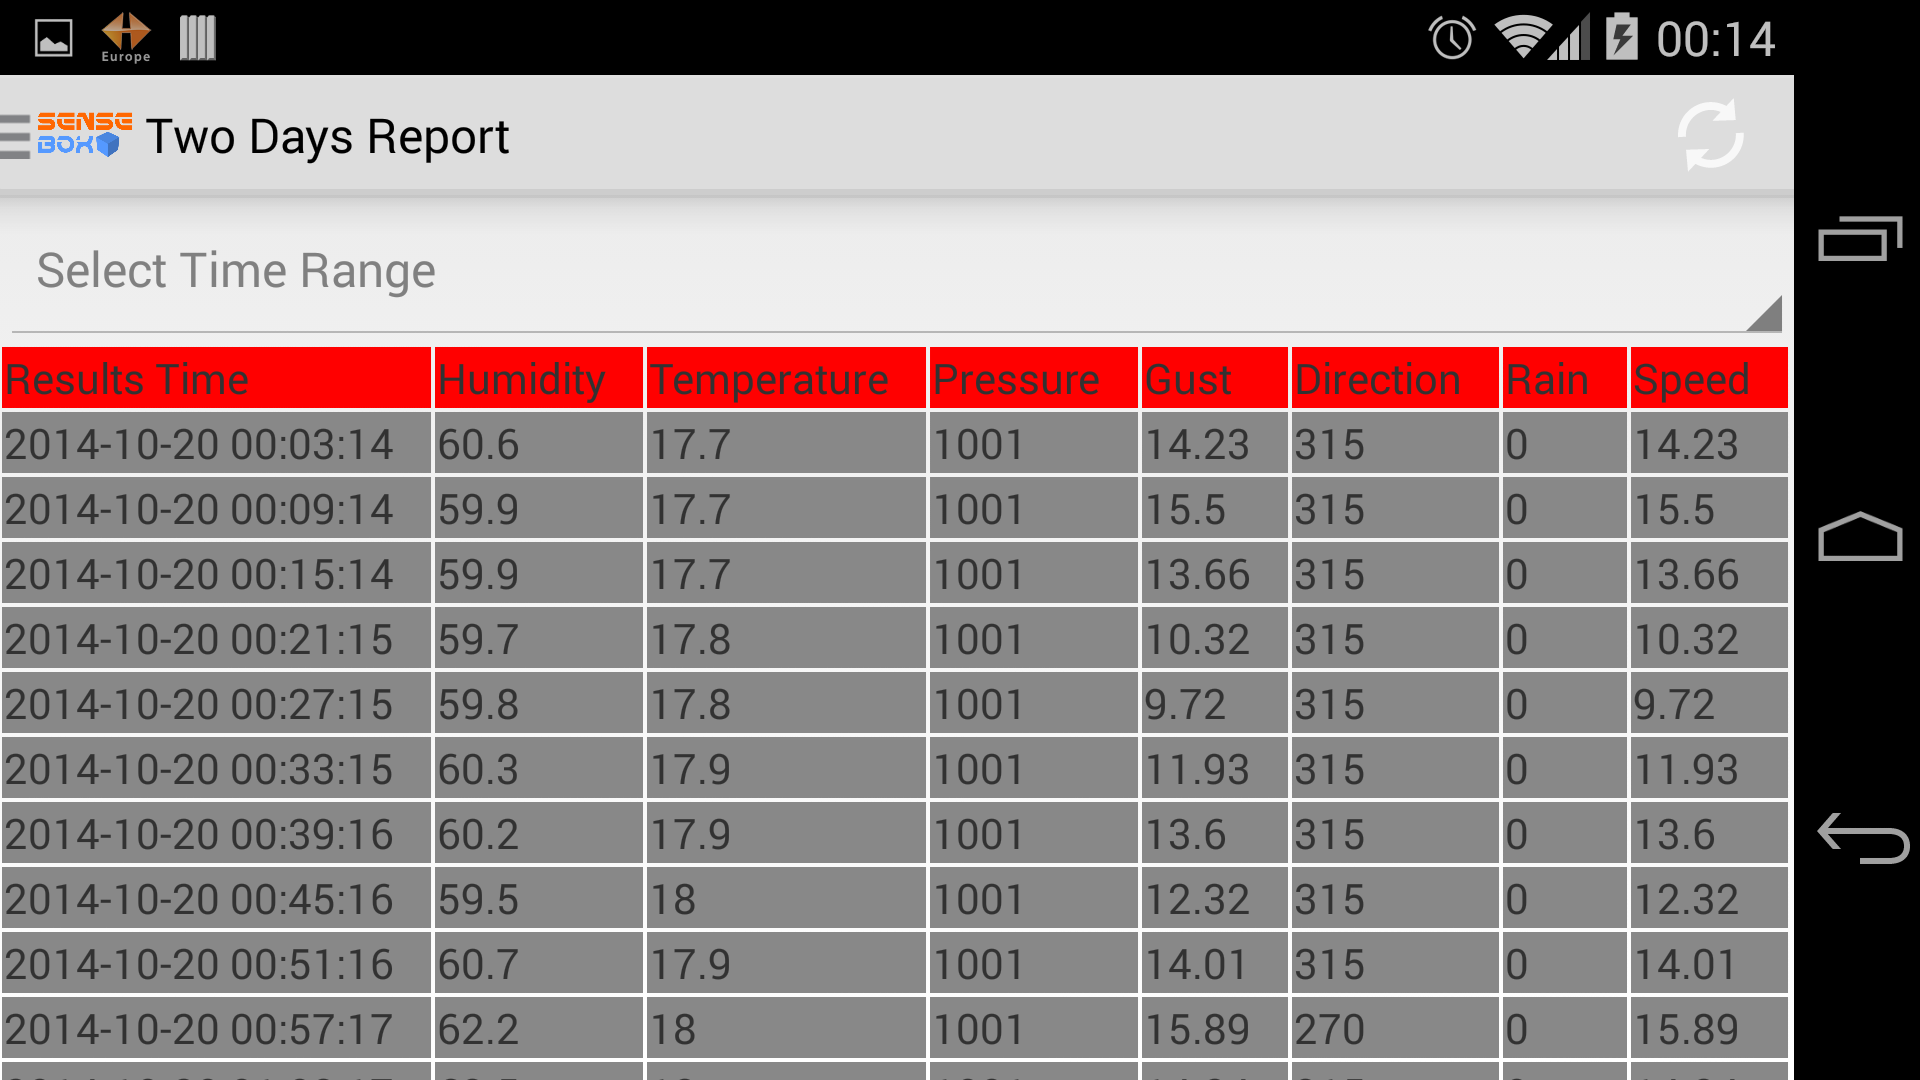 Europe
00:14
SENSE
BOX
Two Days Report
Select Time Range
Results Time Humidity Temperature Pressure Gust Direction Rain Speed
2014-10-20 00:03:14 60.6 17.7 1001 14.23 315 0 14.23
2014-10-20 00:09:14 59.9 17.7 1001 15.5 315 0 15.5
2014-10-20 00:15:14 59.9 17.7 1001 13.66 315 0 13.66
2014-10-20 00:21:15 59.7 17.8 1001 10.32 315 0 10.32
2014-10-20 00:27:15 59.8 17.8 1001 9.72 315 0 9.72
2014-10-20 00:33:15 60.3 17.9 1001 11.93 315 0 11.93
2014-10-20 00:39:16 60.2 17.9 1001 13.6 315 0 13.6
2014-10-20 00:45:16 59.5 18 1001 12.32 315 0 12.32
2014-10-20 00:51:16 60.7 17.9 1001 14.01 315 0 14.01
2014-10-20 00:57:17 62.2 18 1001 15.89 270 0 15.89